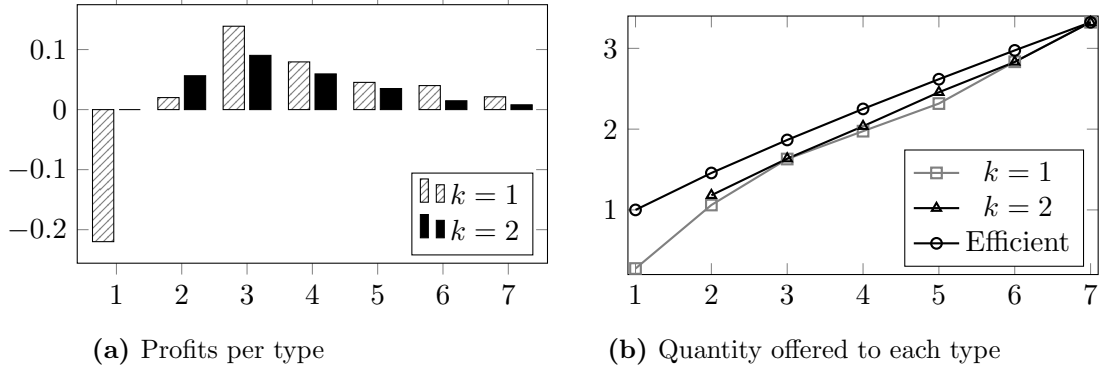 0.1
0
−0.1
−0.2
1 2 3 4 5 6 7
k = 1
k = 2
(a) Profits per type
3
2
1
1 2 3 4 5 6 7
k = 1
k = 2
Efficient
(b) Quantity offered to each type